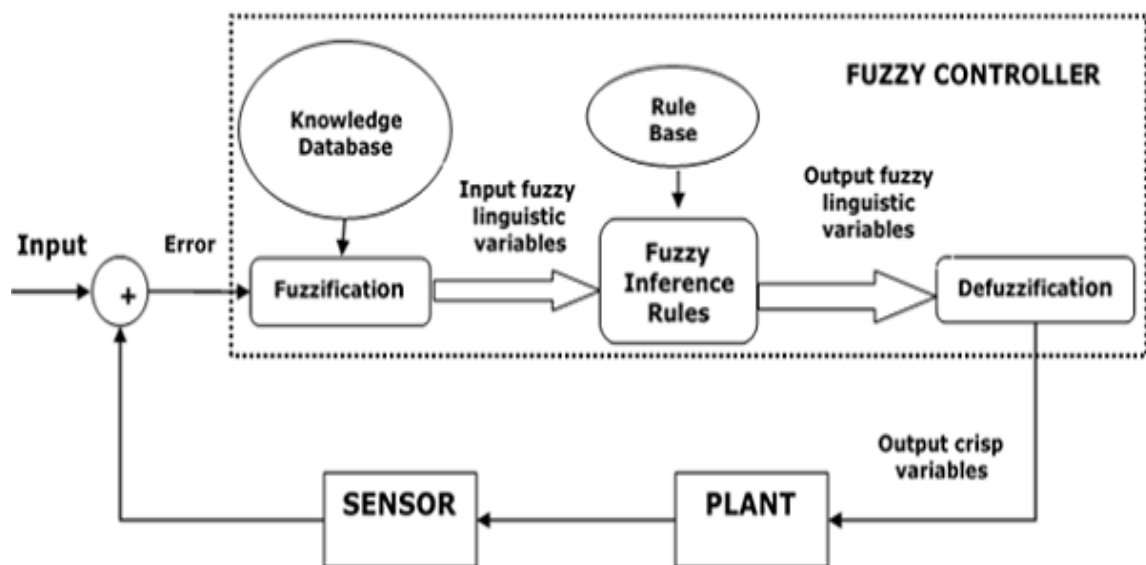 FUZZY CONTROLLER
Knowledge
Database
Rule
Base
Input fuzzy
linguistic
variables
Output fuzzy
linguistic
variables
Input
Error
+
Fuzzification
Fuzzy
Inference
Rules
Defuzzification
Output crisp
variables
SENSOR
PLANT